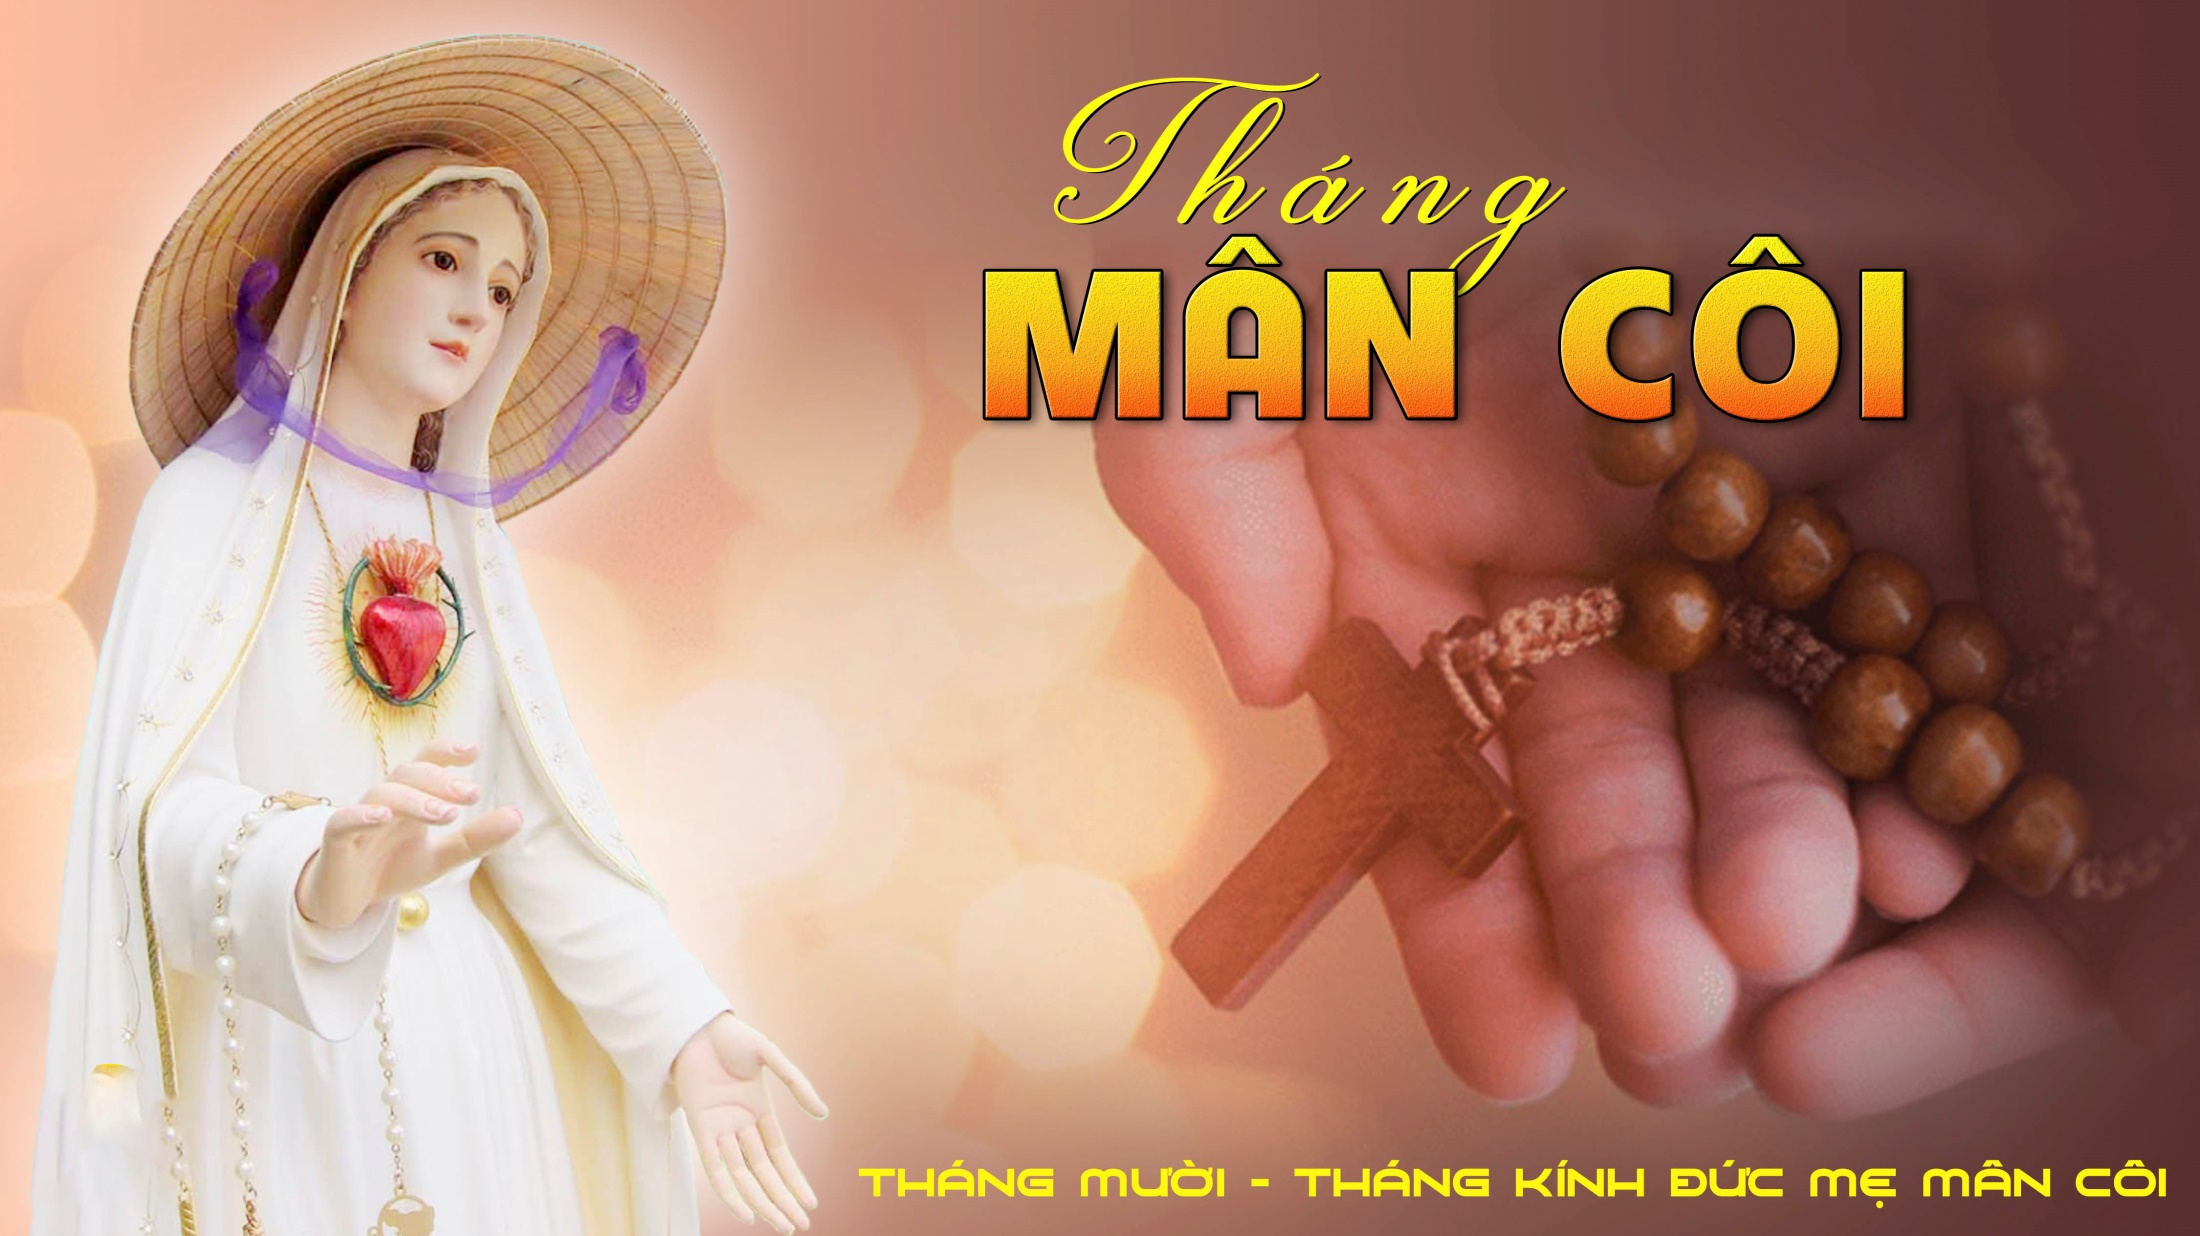 Tháng
MÂN CÔI
THÁNG MƯỜI - THÁNG KÍNH ĐỨC MẸ MÂN CÔI